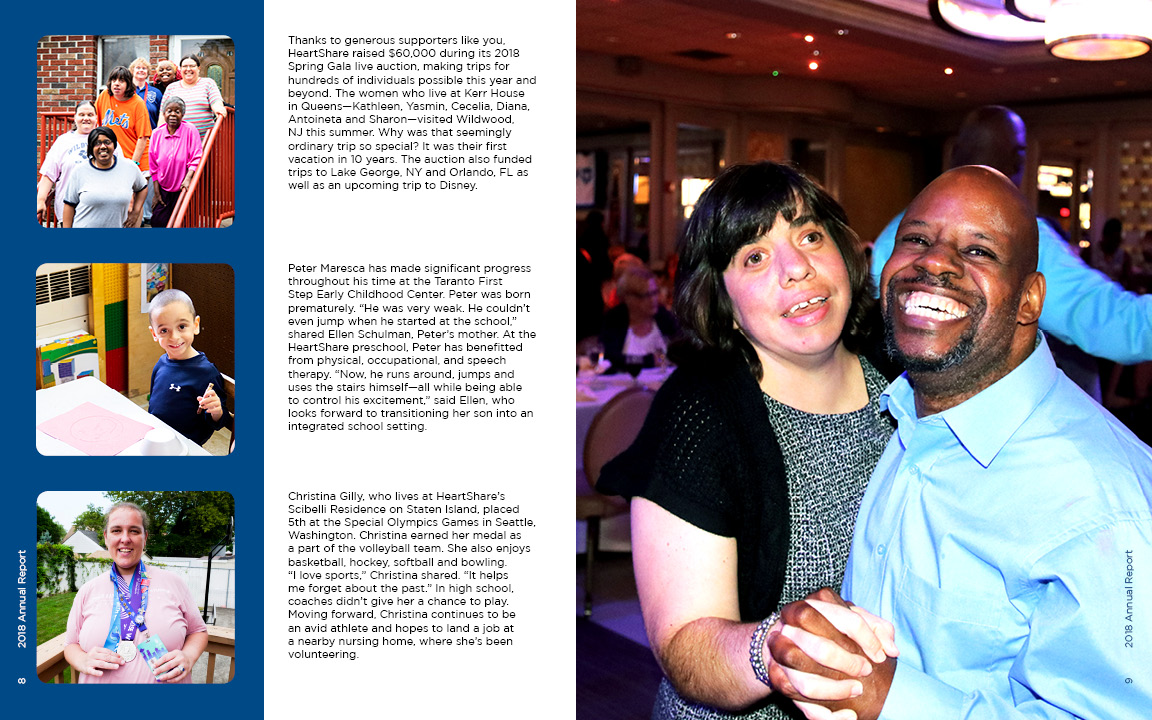 Thanks to generous supporters like you,
HeartShare raised $60,000 during its 2018
Spring Gala live auction, making trips for
hundreds of individuals possible this year and
beyond. The women who live at Kerr House
in Queens—Kathleen, Yasmin, Cecelia, Diana,
Antoineta and Sharon—visited Wildwood,
NJ this summer. Why was that seemingly
ordinary trip so special? It was their first
vacation in 10 years. The auction also funded
trips to Lake George, NY and Orlando, FL as
well as an upcoming trip to Disney.
Peter Maresca has made significant progress
throughout his time at the Taranto First
Step Early Childhood Center. Peter was born
prematurely. “He was very weak. He couldn’t
even jump when he started at the school,”
shared Ellen Schulman, Peter’s mother. At the
HeartShare preschool, Peter has benefitted
from physical, occupational, and speech
therapy. “Now, he runs around, jumps and
uses the stairs himself—all while being able
to control his excitement,” said Ellen, who
looks forward to transitioning her son into an
integrated school setting.
Christina Gilly, who lives at HeartShare’s
Scibelli Residence on Staten Island, placed
5th at the Special Olympics Games in Seattle,
Washington. Christina earned her medal as
a part of the volleyball team. She also enjoys
basketball, hockey, softball and bowling.
“I love sports,” Christina shared. “It helps
me forget about the past.” In high school,
coaches didn’t give her a chance to play.
Moving forward, Christina continues to be
an avid athlete and hopes to land a job at
a nearby nursing home, where she’s been
volunteering.
Mets
8 2018 Annual Report
9 2018 Annual Report